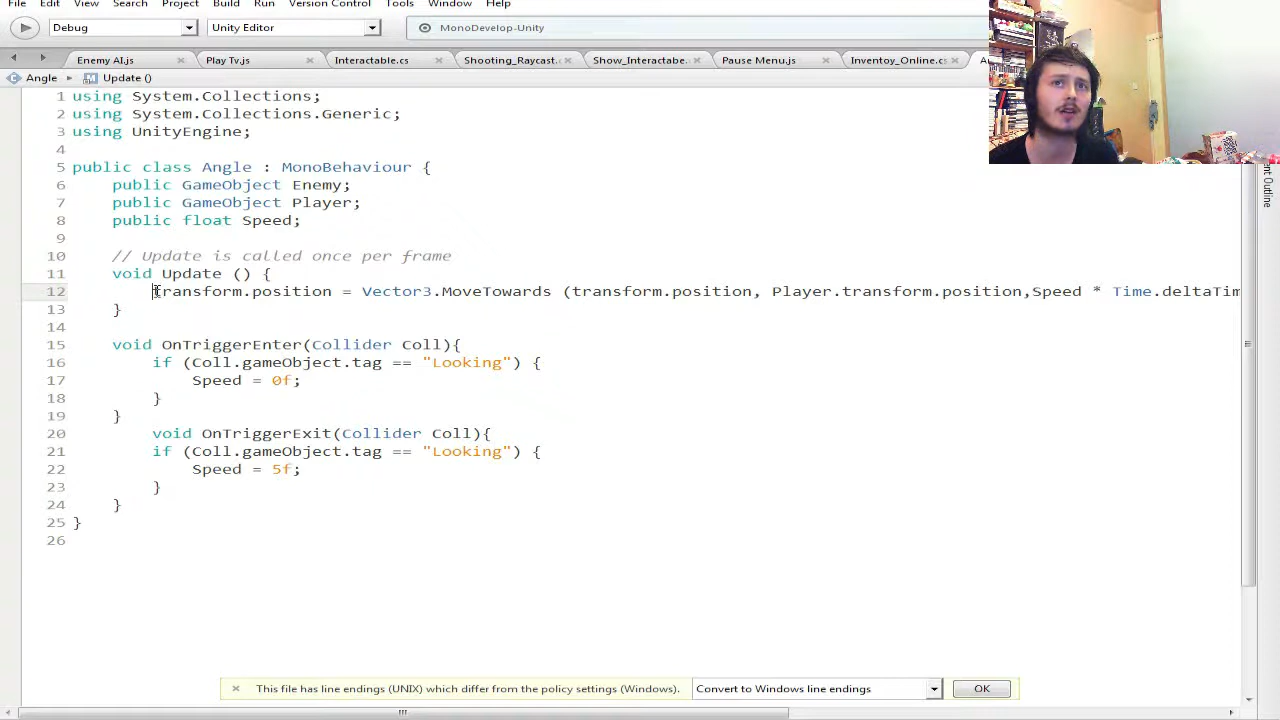 File Edit View Search Project Build Run Version Control Tools Window Help
Debug Unity Editor MonoDevelop-Unity
Enemy AI.js Play Tv.js Interactable.cs Shooting_Raycast. Show_Interactabe. Pause Menu.js Inventoy_Online.cs
Angle Update ()
1 using System.Collections;
2 using System.Collections.Generic;
3 using UnityEngine;
4
5 public class Angle : MonoBehaviour {
6 public GameObject Enemy;
7 public GameObject Player;
8 public float Speed;
9
10 // Update is called once per frame
11 void Update () {
12 transform.position = Vector3.MoveTowards (transform.position, Player.transform.position,Speed * Time.deltaTim
13 }
14
15 void OnTriggerEnter(Collider Coll){
16 if (Coll.gameObject.tag == "Looking") {
17 Speed = 0f;
18 }
19 }
20 void OnTriggerExit(Collider Coll){
21 if (Coll.gameObject.tag == "Looking") {
22 Speed = 5f;
23 }
24 }
25 }
26
This file has line endings (UNIX) which differ from the policy settings (Windows). Convert to Windows line endings OK
Outline